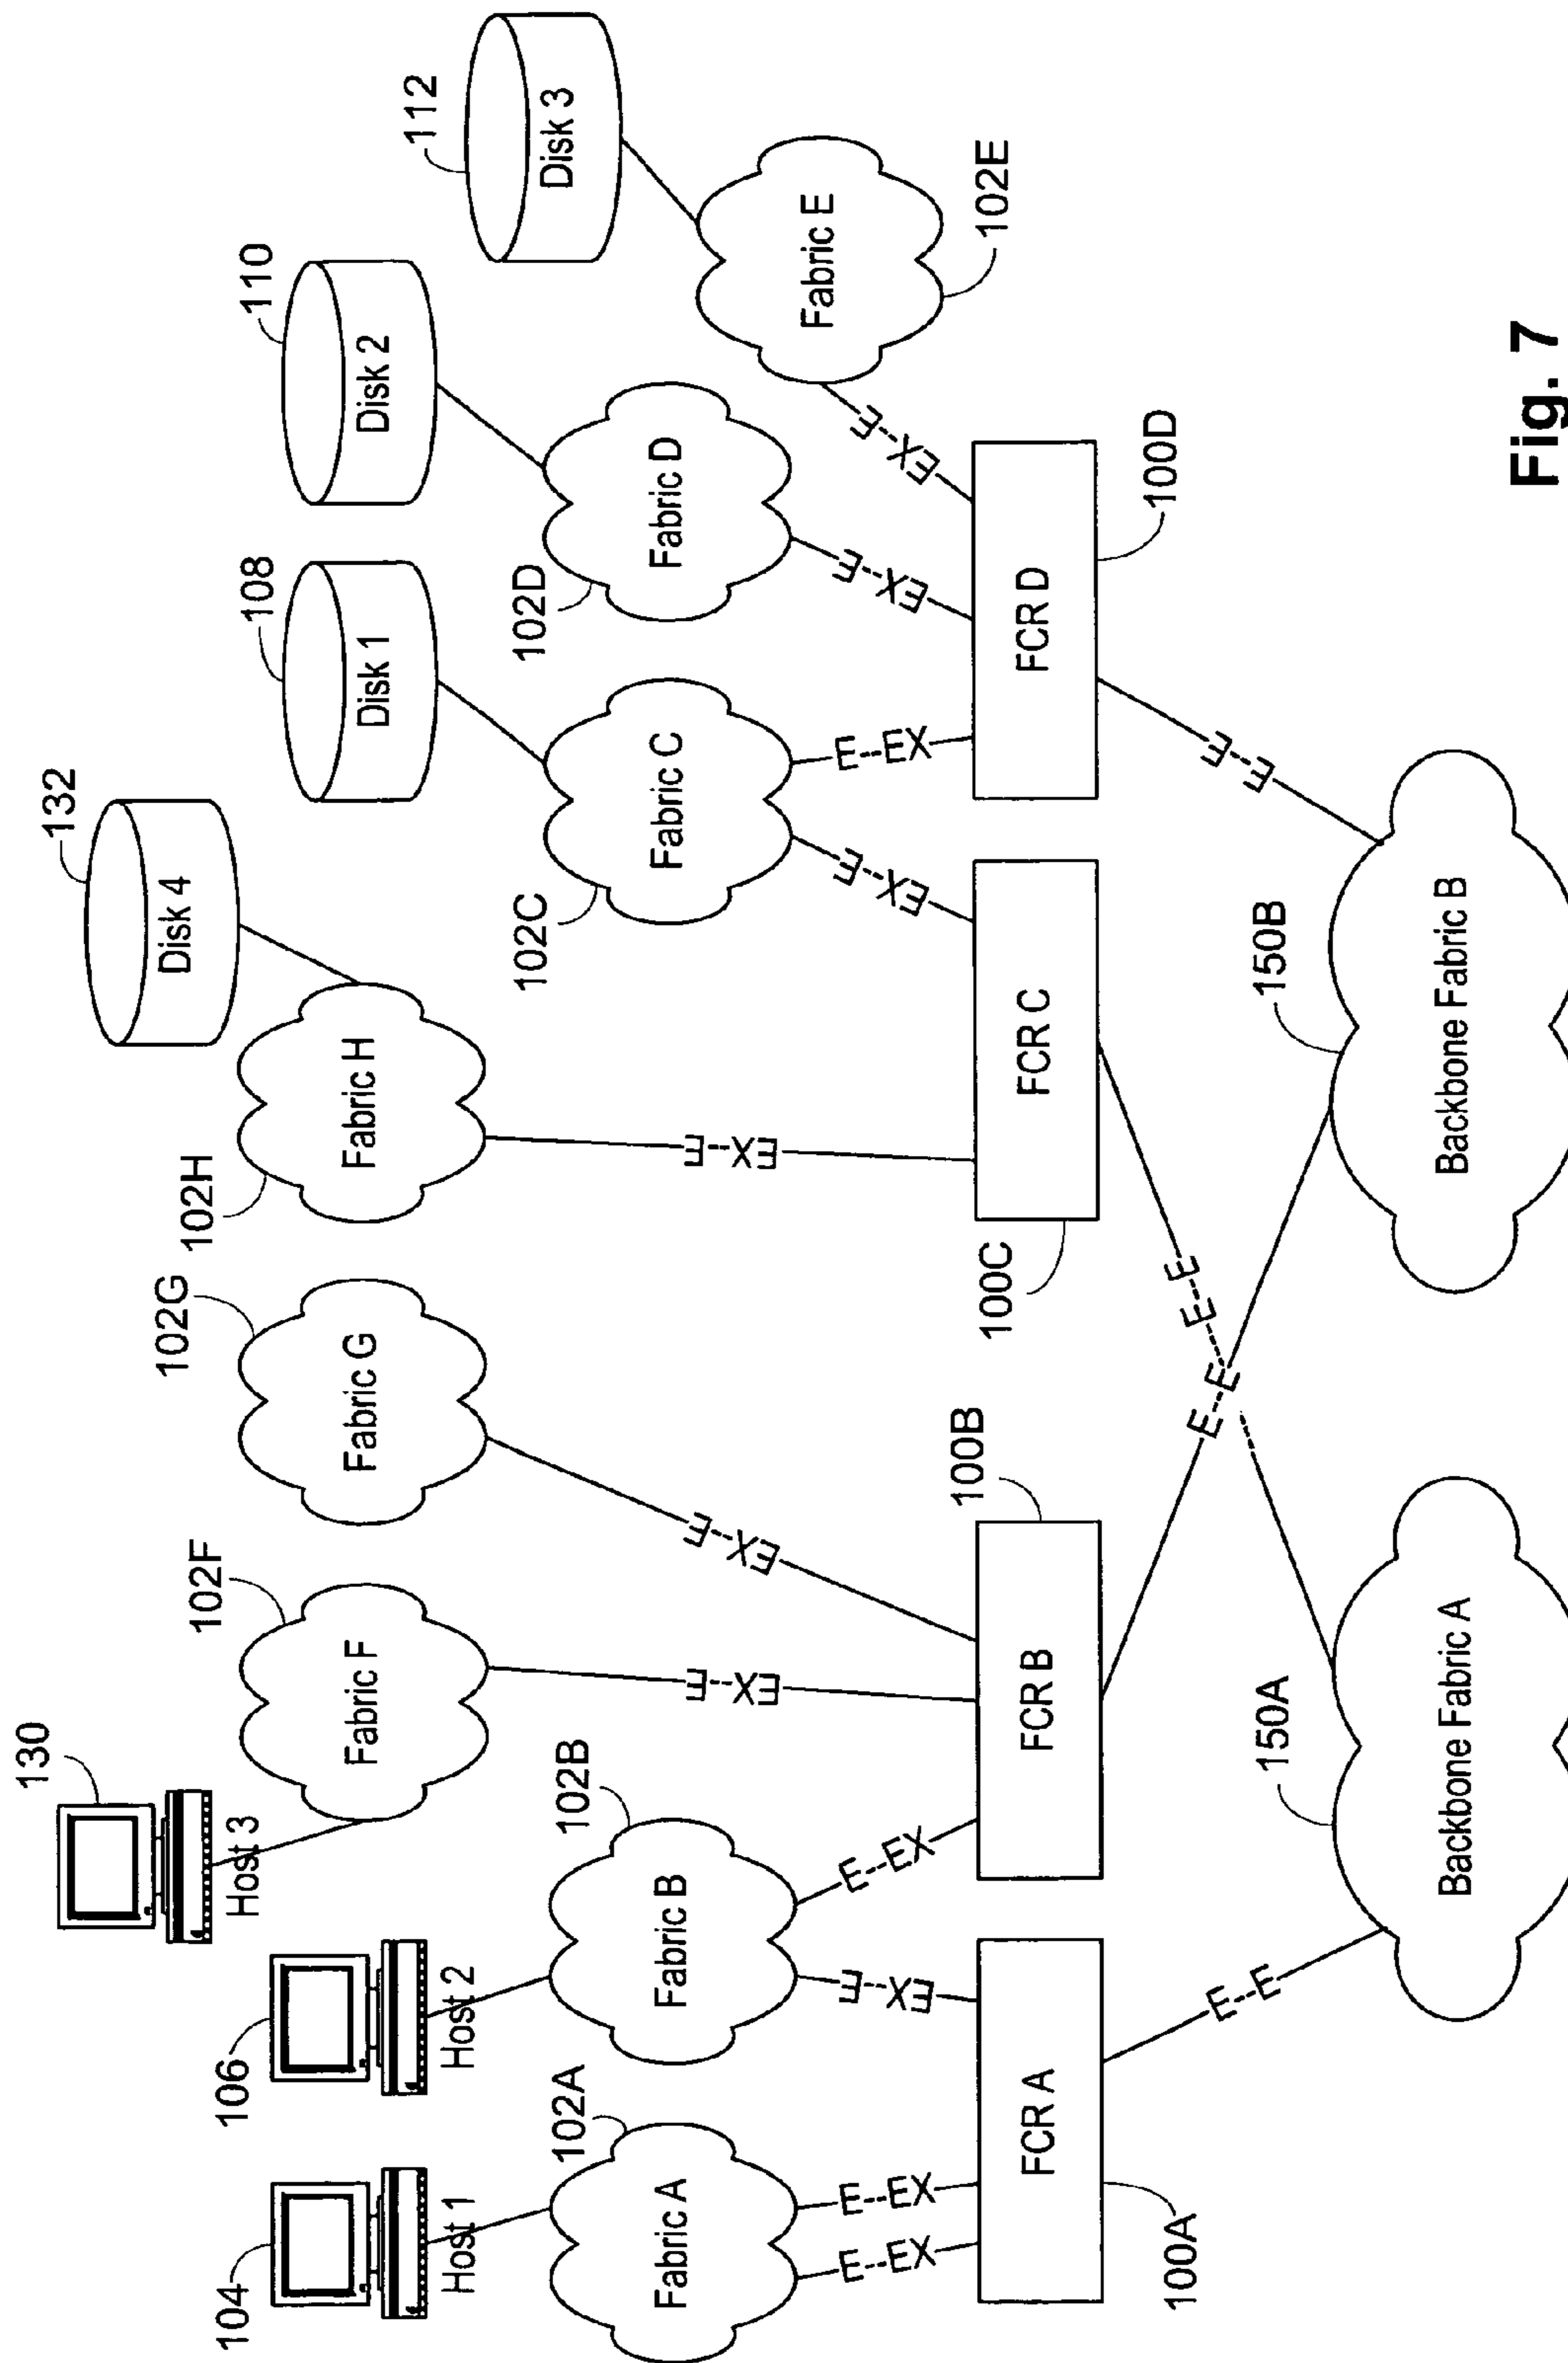 130
Host 3
106
Host 2
104
Host 1
132
Disk 4
108
Disk 1
110
Disk 2
112
Disk 3
102F
Fabric F
102G
Fabric G
102H
Fabric H
102A
Fabric A
102B
Fabric B
102C
Fabric C
102D
Fabric D
102E
Fabric E
E--EX
E--EX
E--EX
E--EX
E--EX
E--EX
E--EX
E--EX
E--EX
E--EX
E--EX
100A
FCR A
100B
FCR B
100C
FCR C
100D
FCR D
E--E
E--E
E--E
E--E
150A
Backbone Fabric A
150B
Backbone Fabric B
Fig. 7